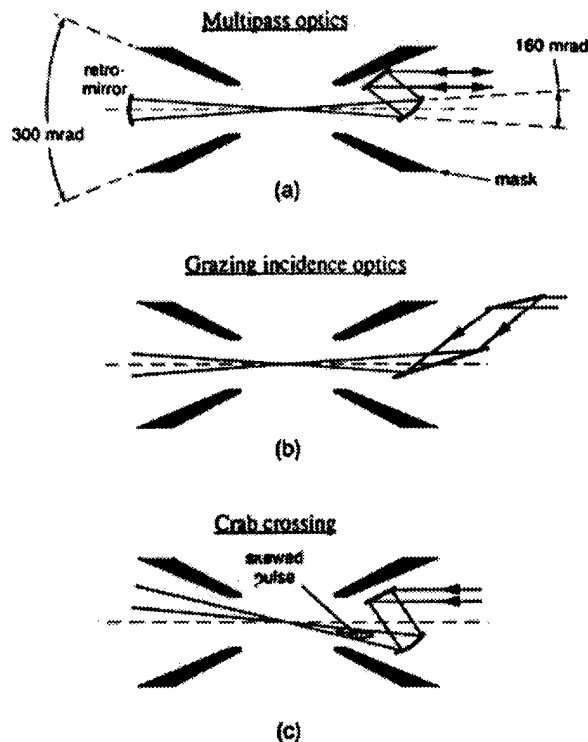 Multipass optics
160 mrad
retro-
mirror
300 mrad
mask
(a)
Grazing incidence optics
(b)
Crab crossing
skewed
pulse
(c)